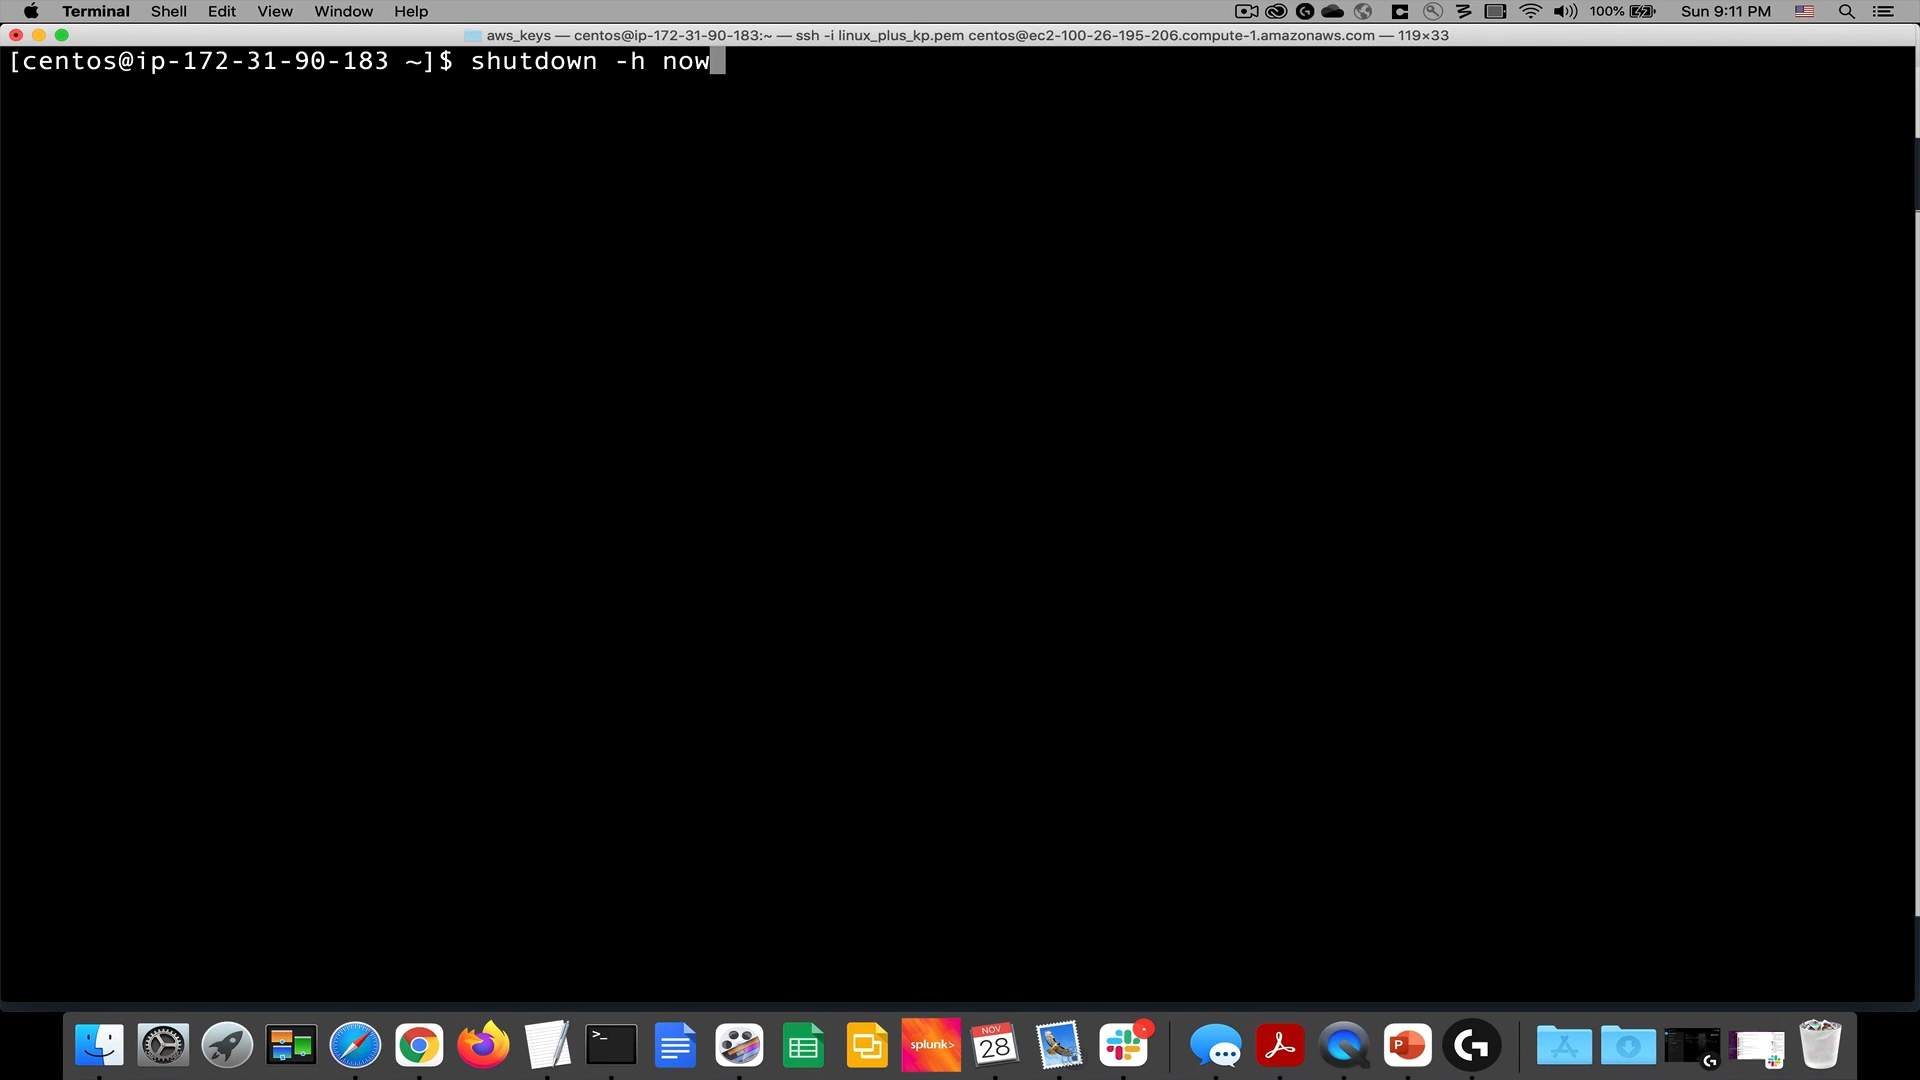 Terminal Shell Edit View Window Help 100% Sun 9:11 PM
aws_keys — centos@ip-172-31-90-183:~ — ssh -i linux_plus_kp.pem centos@ec2-100-26-195-206.compute-1.amazonaws.com — 119×33
[centos@ip-172-31-90-183 ~]$ shutdown -h now
>_
splunk>
NOV
28
P